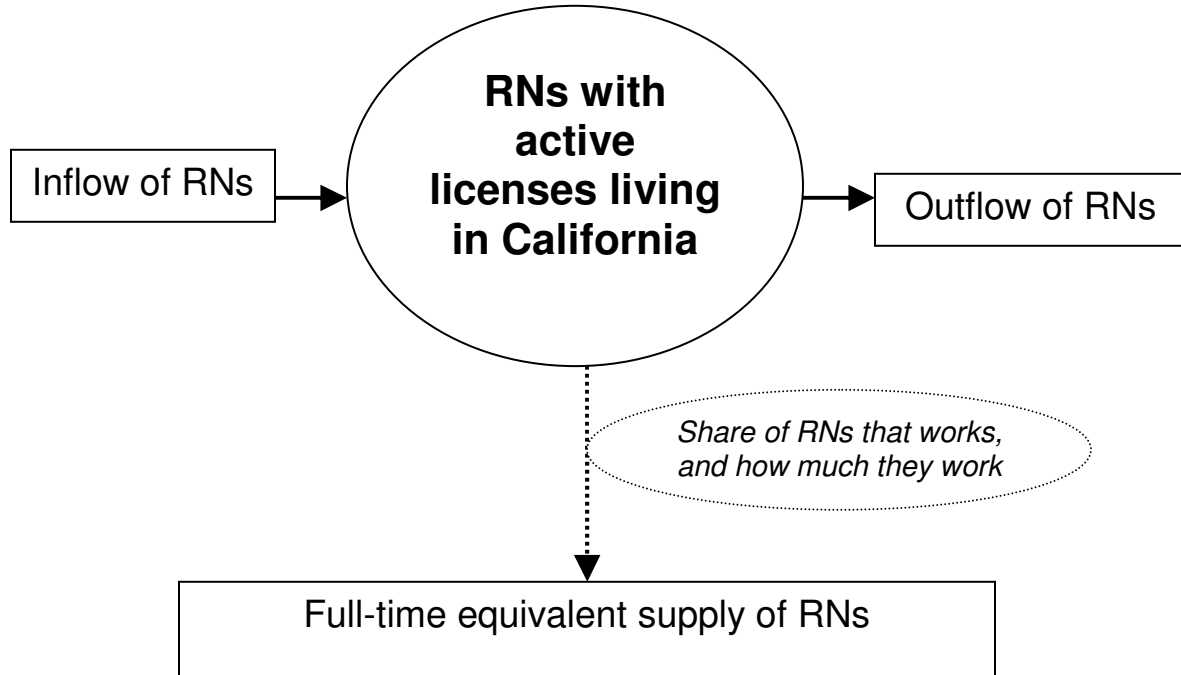 RNs with
active
licenses living
in California
Inflow of RNs
Outflow of RNs
Share of RNs that works,
and how much they work
Full-time equivalent supply of RNs